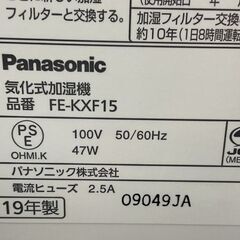 フィルターと交換する。
加湿フィルター交換
約10年(1日8時間運転
Panasonic
気化式加湿機
品番 FE-KXF15
PS
E
OHMI.K
100V 50/60Hz
47W
パナソニック株式会社
電流ヒューズ 2.5A
19年製
09049JA